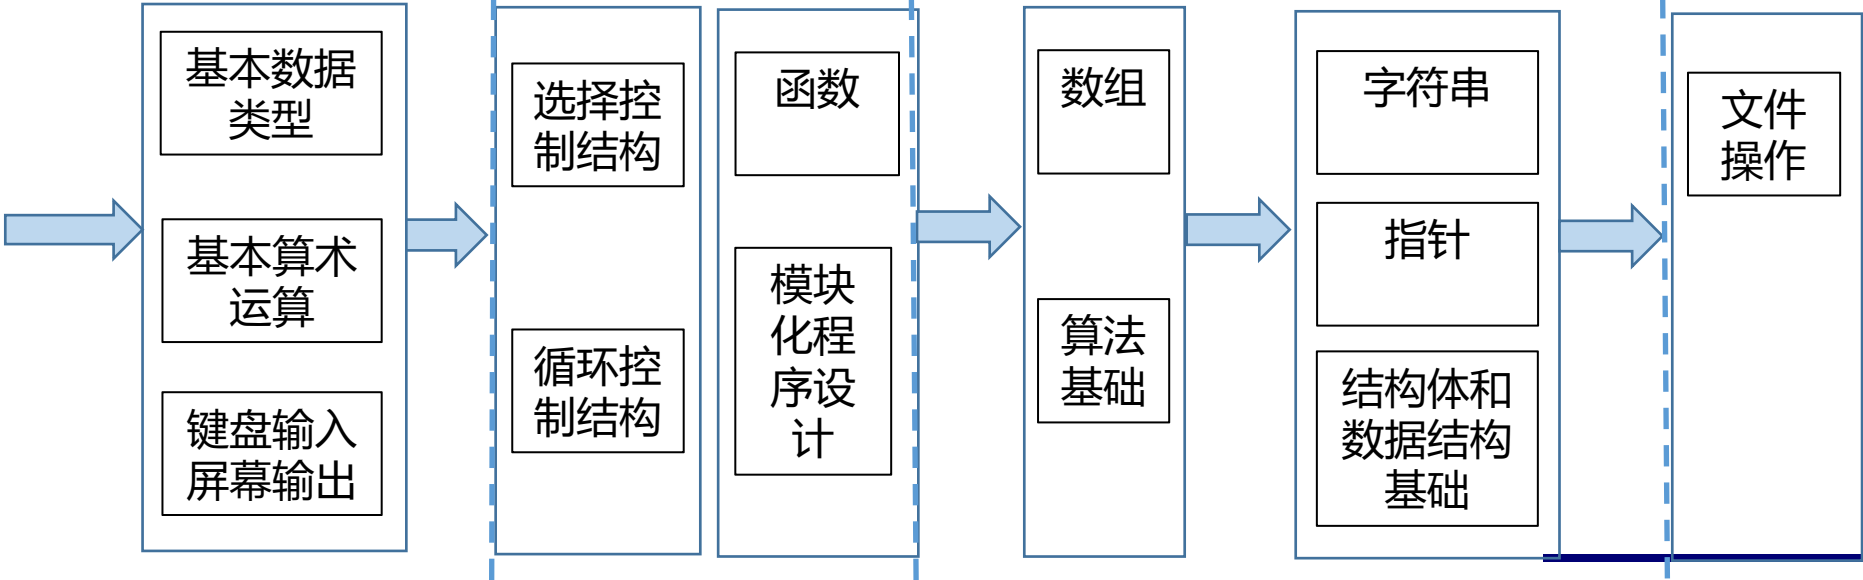 基本数据
类型
基本算术
运算
键盘输入
屏幕输出
选择控
制结构
循环控
制结构
函数
模块
化程
序设
计
数组
算法
基础
字符串
指针
结构体和
数据结构
基础
文件
操作